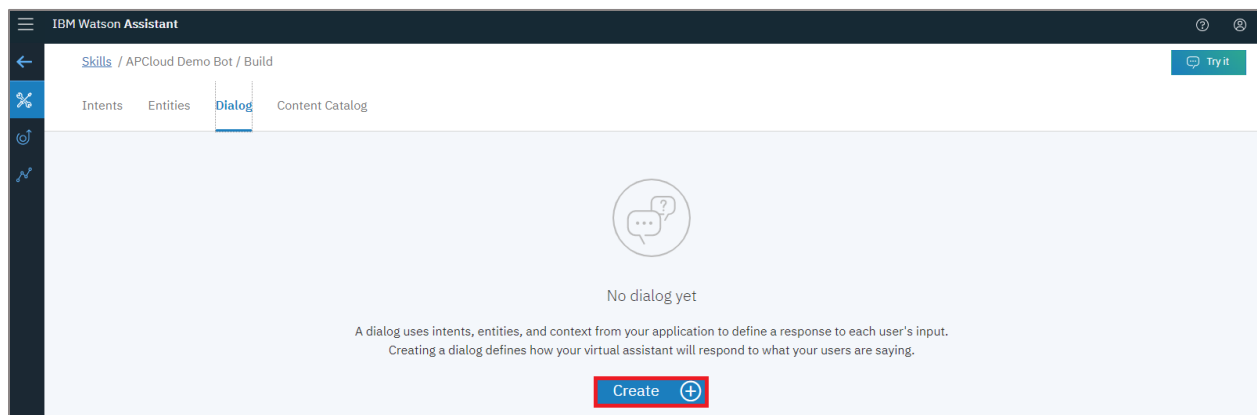 IBM Watson Assistant
Skills / APCloud Demo Bot / Build
Try it
Intents Entities Dialog Content Catalog
No dialog yet
A dialog uses intents, entities, and context from your application to define a response to each user's input.
Creating a dialog defines how your virtual assistant will respond to what your users are saying.
Create